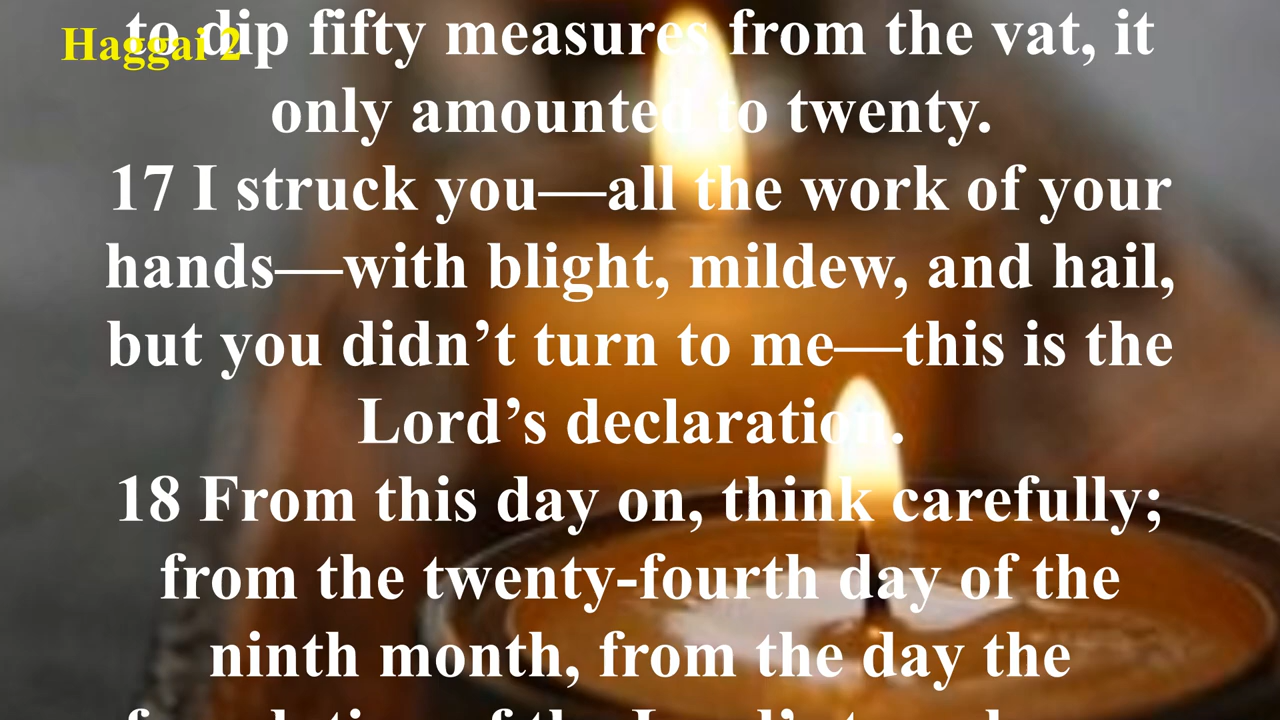 Haggai 2
to dip fifty measures from the vat, it
only amounted to twenty.
17 I struck you—all the work of your
hands—with blight, mildew, and hail,
but you didn’t turn to me—this is the
Lord’s declaration.
18 From this day on, think carefully;
from the twenty-fourth day of the
ninth month, from the day the
of the Lord’s